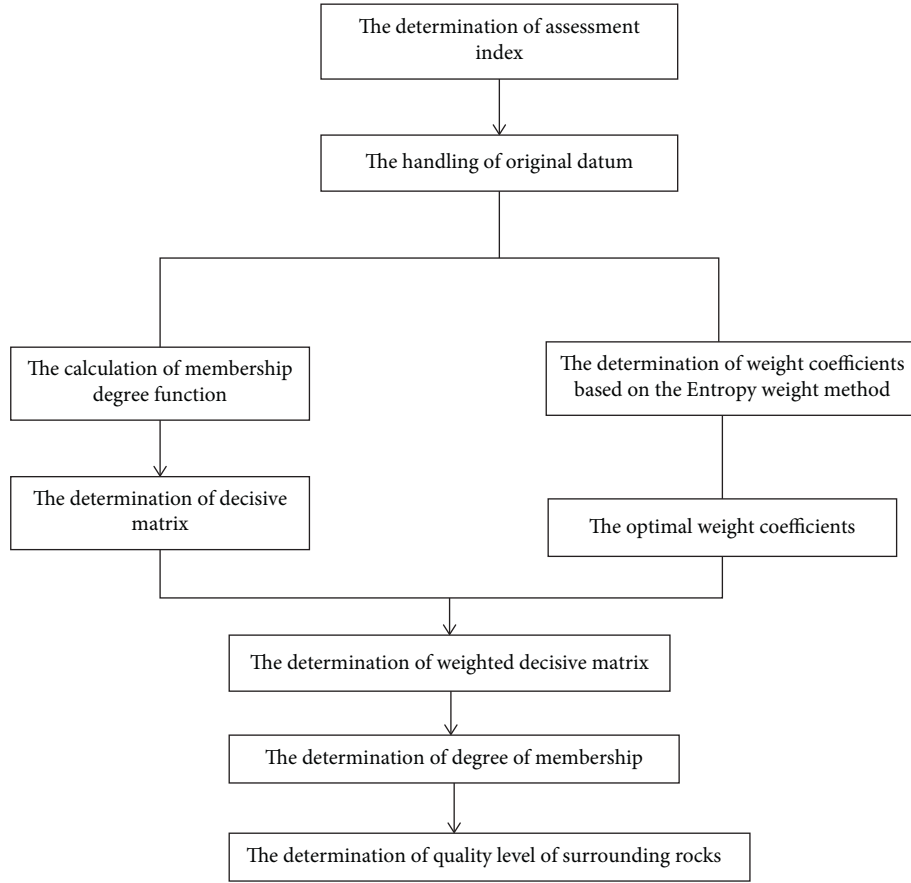 The determination of assessment
index
The handling of original datum
The calculation of membership
degree function
The determination of decisive
matrix
The determination of weight coefficients
based on the Entropy weight method
The optimal weight coefficients
The determination of weighted decisive matrix
The determination of degree of membership
The determination of quality level of surrounding rocks